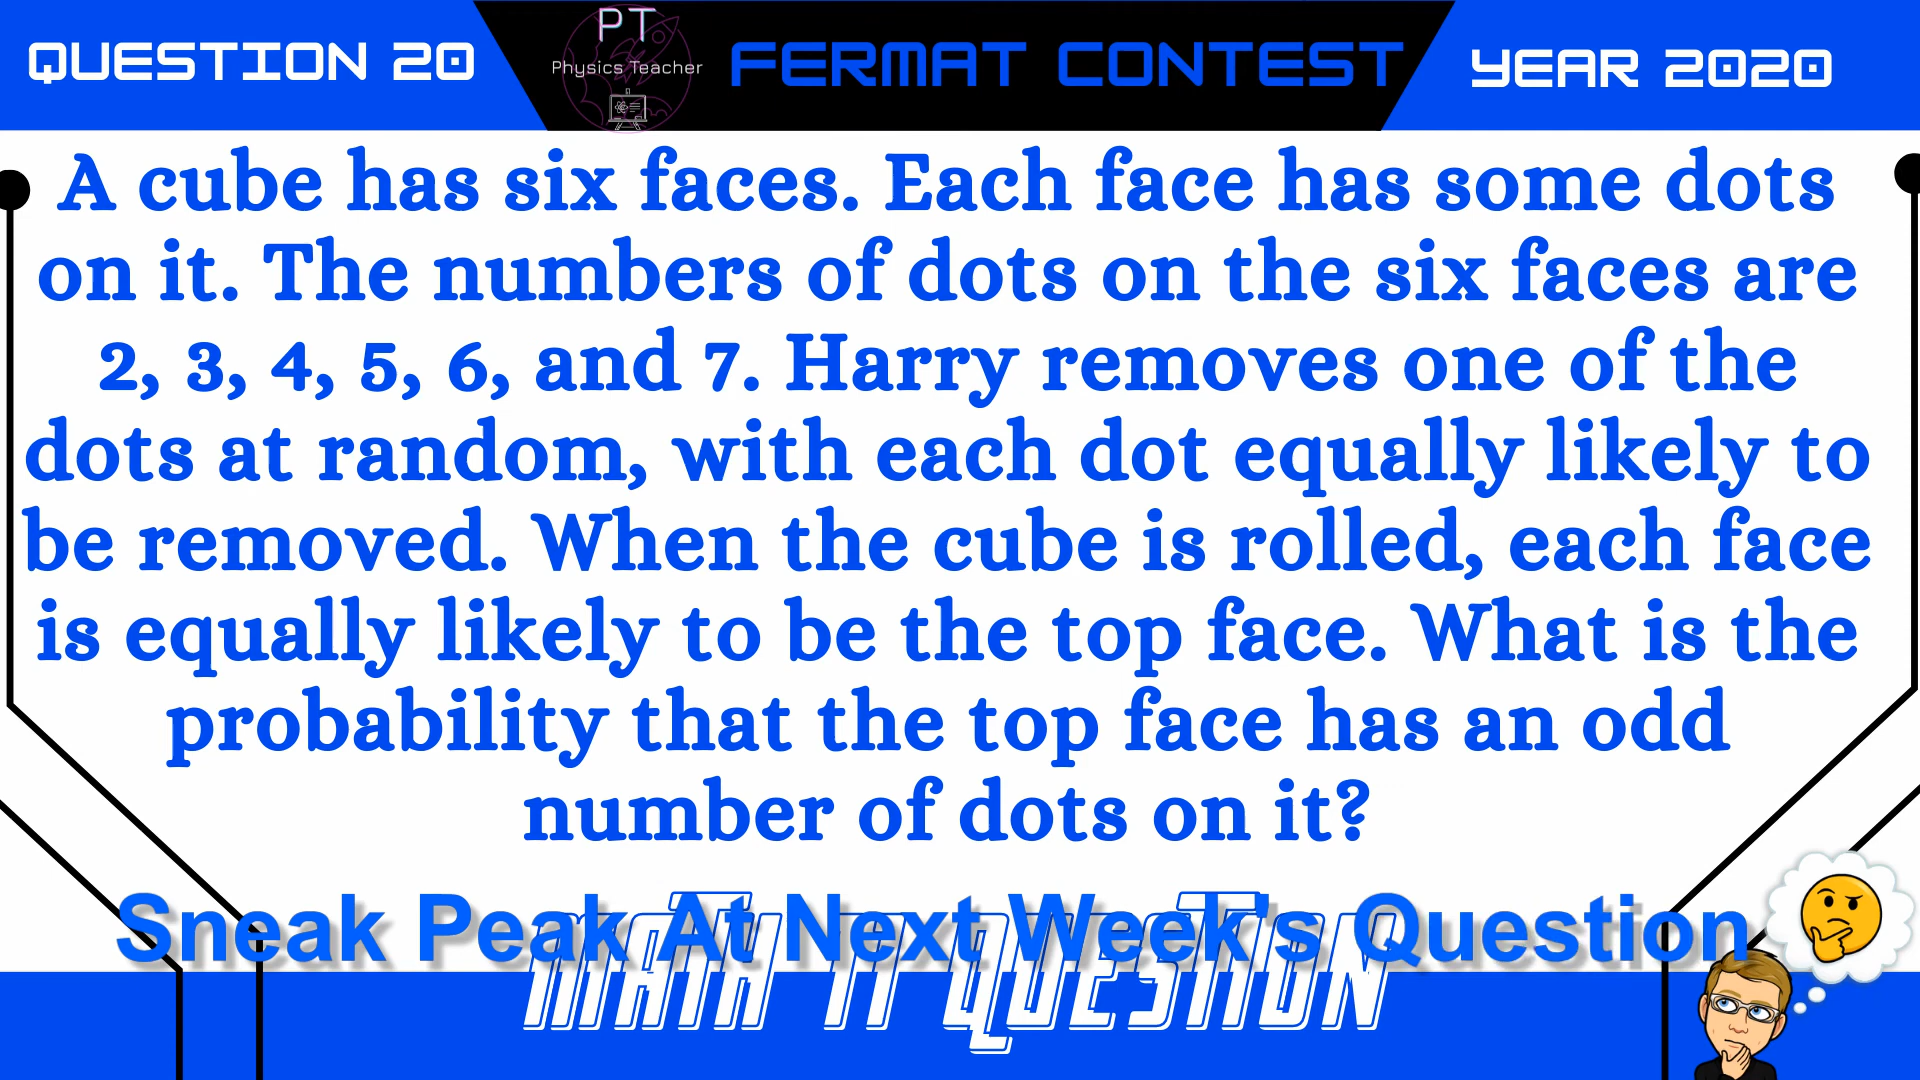 QUESTION 20
PT
Physics Teacher
FERMAT CONTEST
YEAR 2020
A cube has six faces. Each face has some dots
on it. The numbers of dots on the six faces are
2, 3, 4, 5, 6, and 7. Harry removes one of the
dots at random, with each dot equally likely to
be removed. When the cube is rolled, each face
is equally likely to be the top face. What is the
probability that the top face has an odd
number of dots on it?
Sneak Peak At Next Week's Question
MATH 11 QUESTION